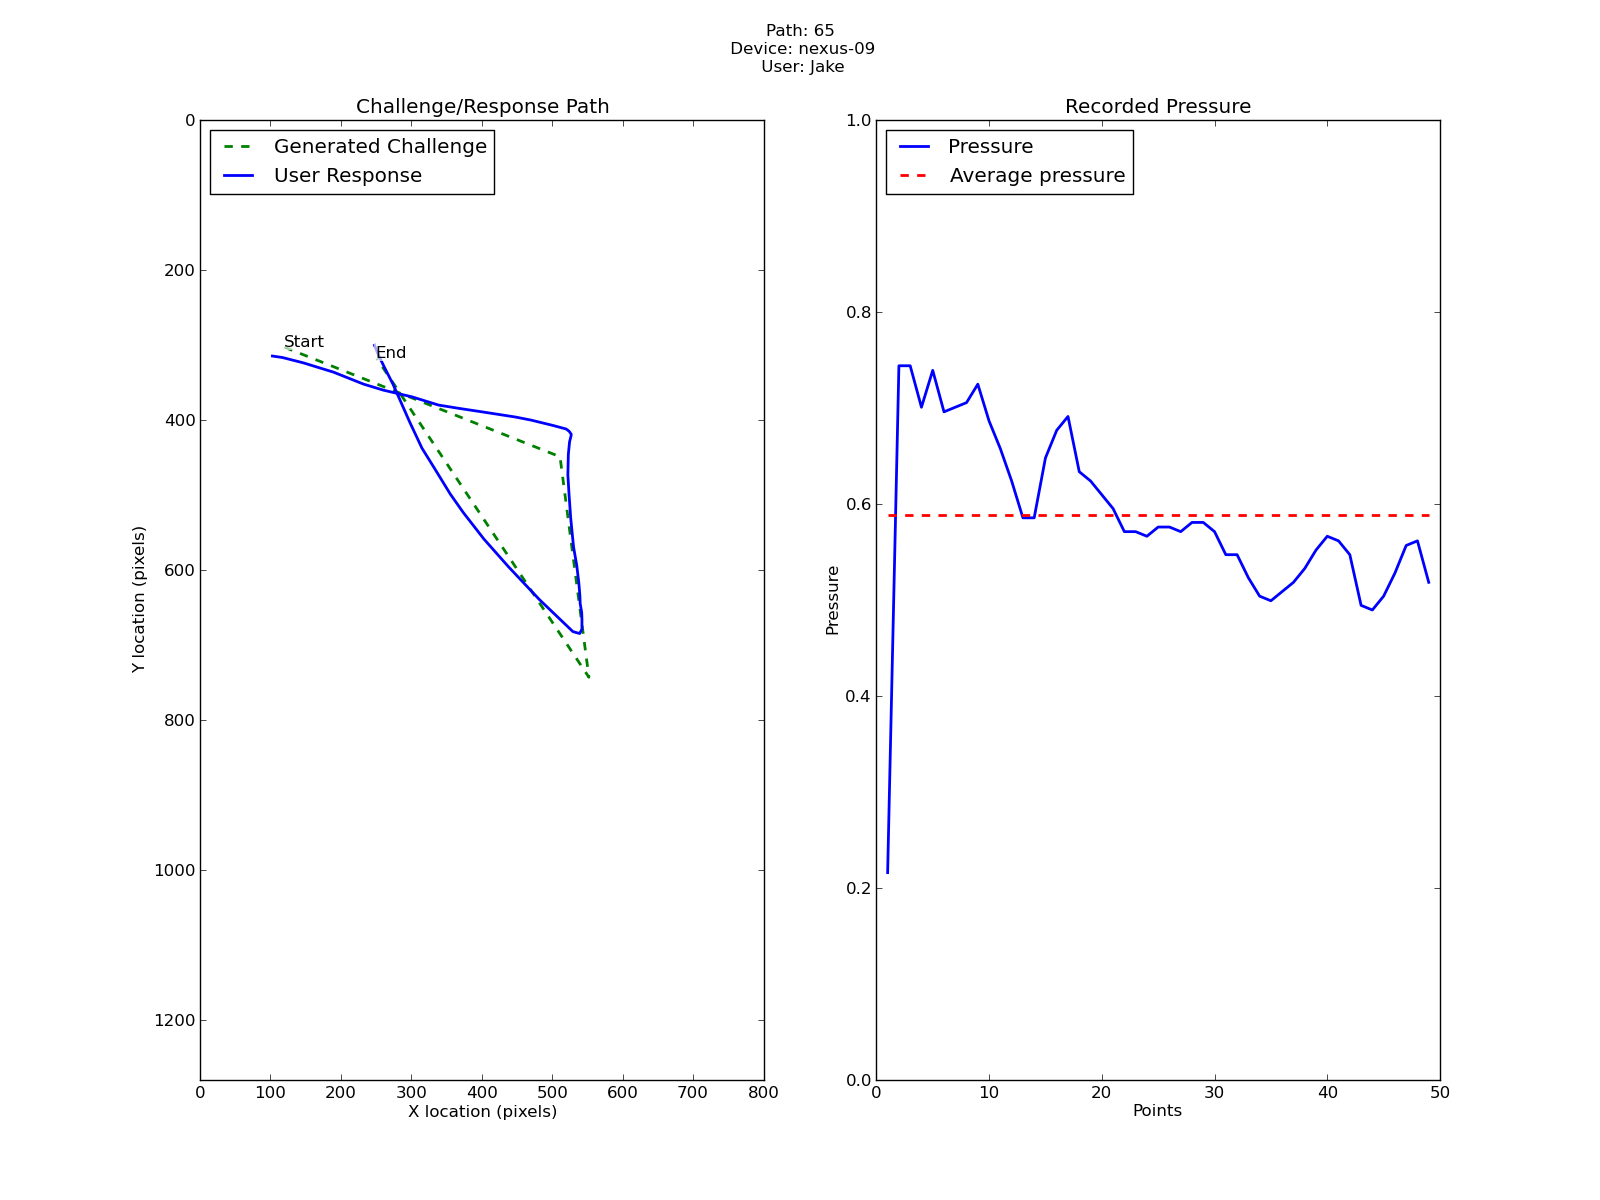 Path: 65
Device: nexus-09
User: Jake
Challenge/Response Path
Generated Challenge
User Response
Start
End
0
200
400
600
800
1000
1200
Y location (pixels)
0 100 200 300 400 500 600 700 800
X location (pixels)
Recorded Pressure
Pressure
Average pressure
1.0
0.8
0.6
0.4
0.2
0.0
Pressure
0 10 20 30 40 50
Points